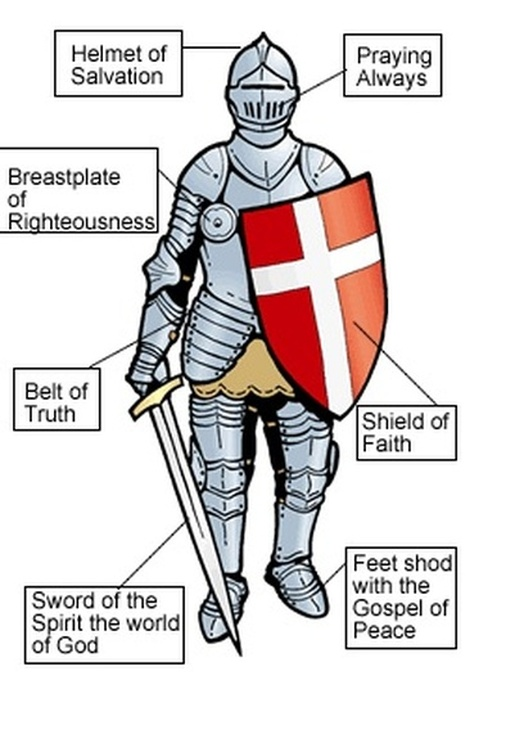 Helmet of
Salvation
Praying
Always
Breastplate
of
Righteousness
Belt of
Truth
Shield of
Faith
Sword of the
Spirit the world
of God
Feet shod
with the
Gospel of
Peace